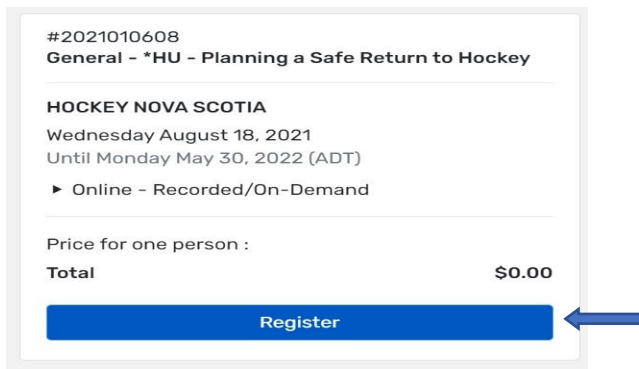 #2021010608
General - *HU - Planning a Safe Return to Hockey
HOCKEY NOVA SCOTIA
Wednesday August 18, 2021
Until Monday May 30, 2022 (ADT)
▸ Online - Recorded/On-Demand
Price for one person :
Total $0.00
Register